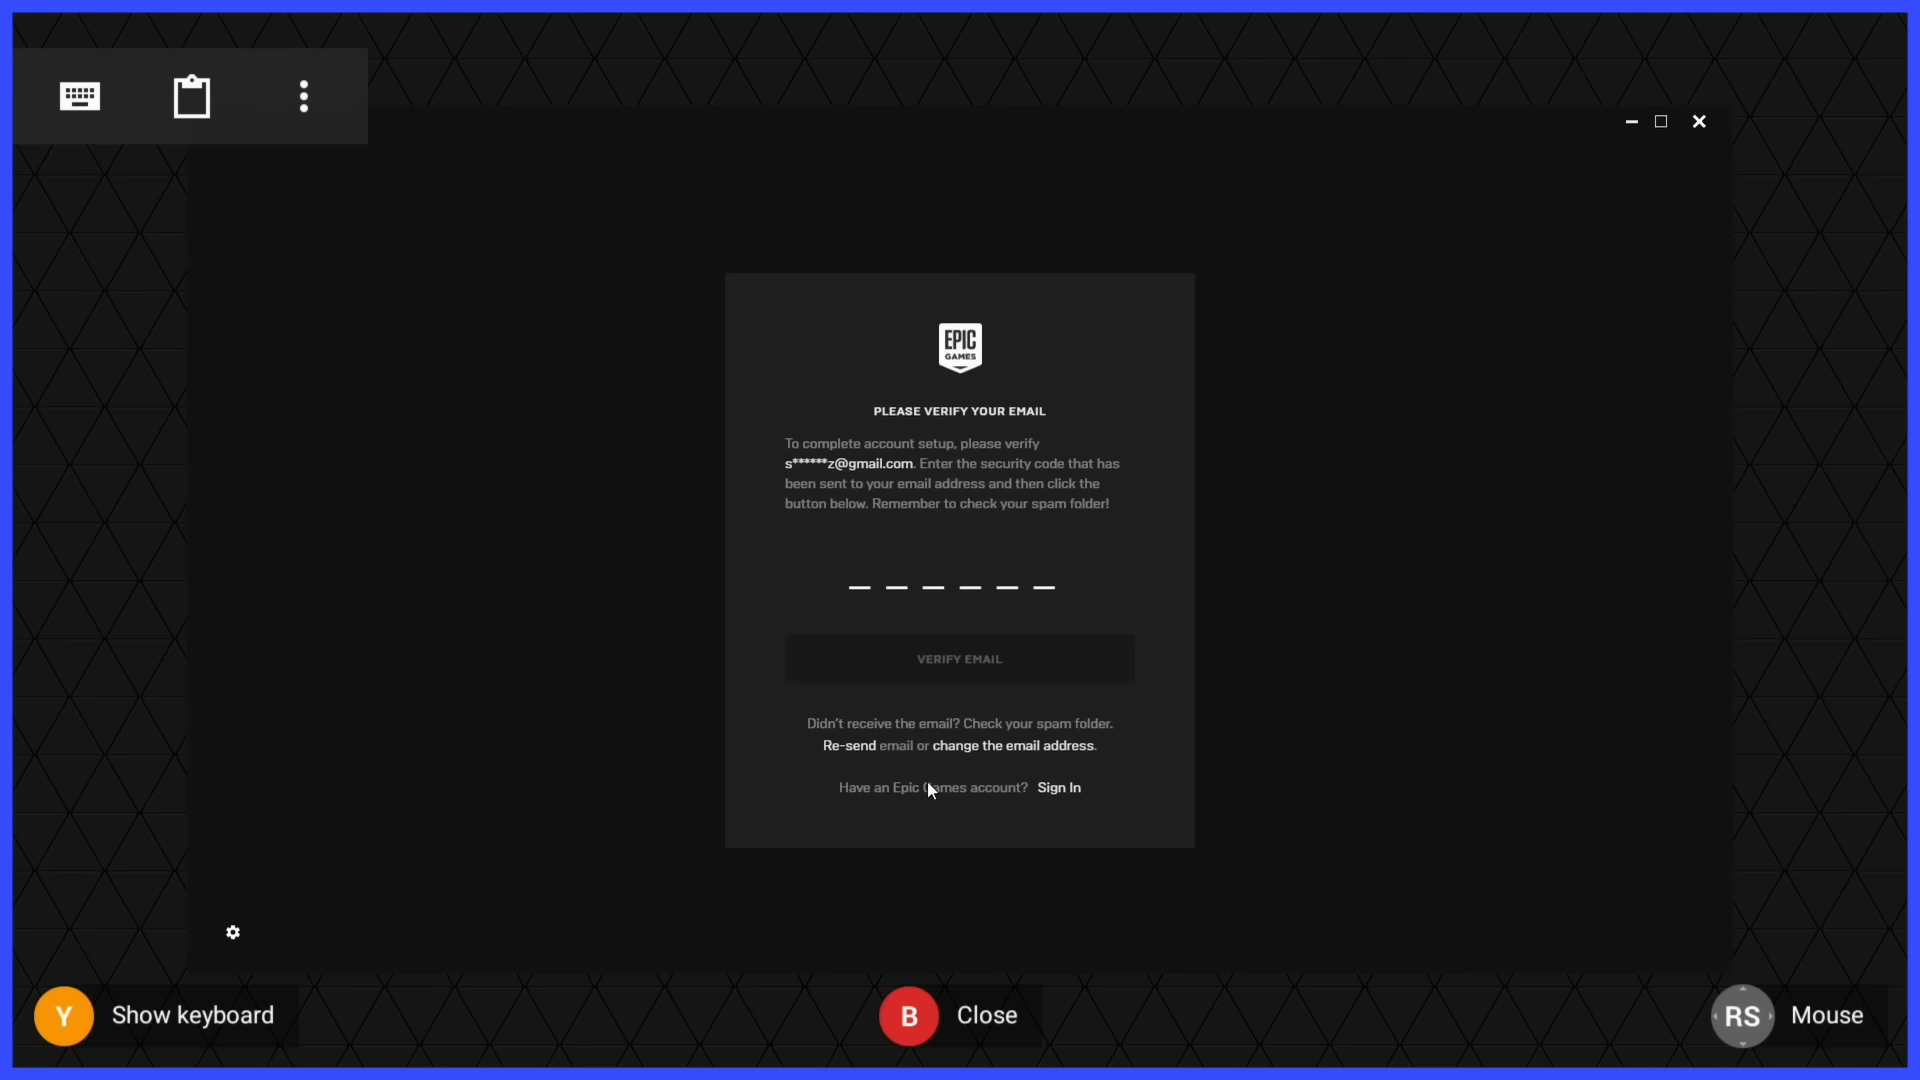 EPIC
GAMES
PLEASE VERIFY YOUR EMAIL
To complete account setup, please verify
s******z@gmail.com. Enter the security code that has
been sent to your email address and then click the
button below. Remember to check your spam folder!
VERIFY EMAIL
Didn't receive the email? Check your spam folder.
Re-send email or change the email address.
Have an Epic Games account? Sign In
Y Show keyboard
B Close
RS Mouse